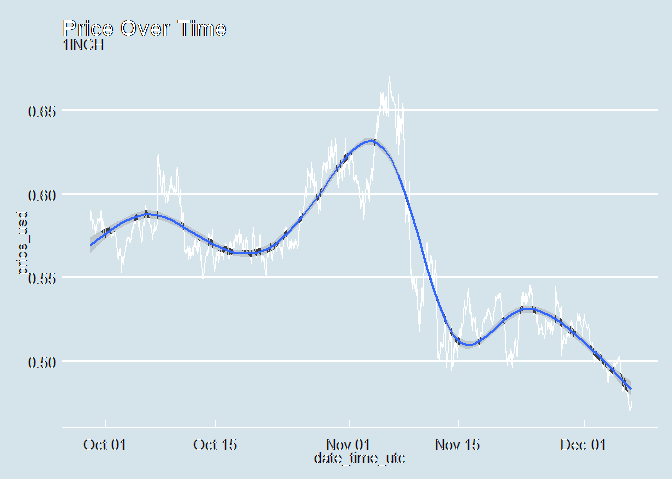 Price Over Time
1INCH
0.65
0.60
0.55
0.50
price_usd
Oct 01 Oct 15 Nov 01 Nov 15 Dec 01
date_time_utc